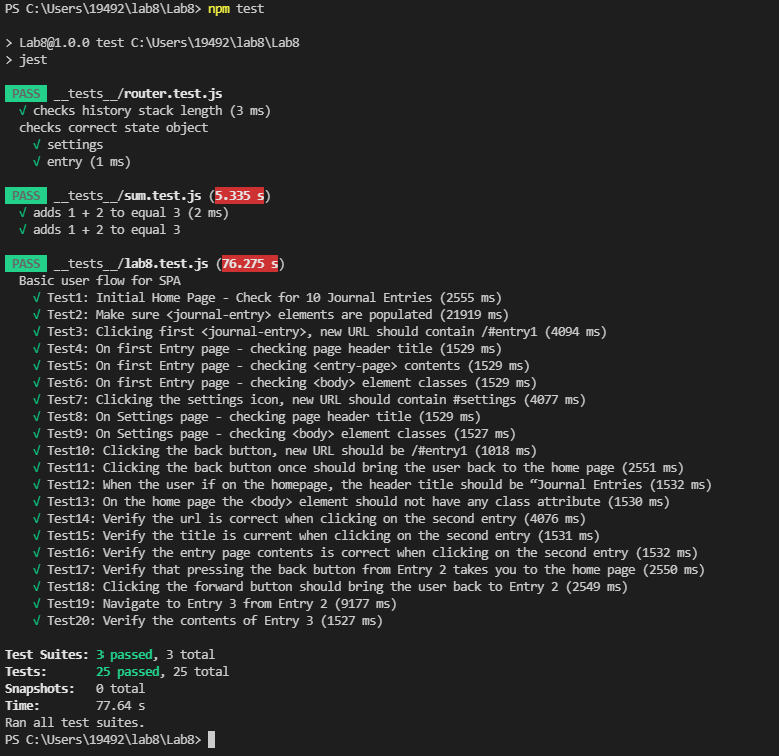 PS C:\Users\19492\lab8\Lab8> npm test
> Lab8@1.0.0 test C:\Users\19492\lab8\Lab8
> jest
PASS __tests__/router.test.js
√ checks history stack length (3 ms)
checks correct state object
√ settings
√ entry (1 ms)
PASS __tests__/sum.test.js (5.335 s)
√ adds 1 + 2 to equal 3 (2 ms)
√ adds 1 + 2 to equal 3
PASS __tests__/lab8.test.js (76.275 s)
Basic user flow for SPA
√ Test1: Initial Home Page - Check for 10 Journal Entries (2555 ms)
√ Test2: Make sure <journal-entry> elements are populated (21919 ms)
√ Test3: Clicking first <journal-entry>, new URL should contain /#entry1 (4094 ms)
√ Test4: On first Entry page - checking page header title (1529 ms)
√ Test5: On first Entry page - checking <entry-page> contents (1529 ms)
√ Test6: On first Entry page - checking <body> element classes (1529 ms)
√ Test7: Clicking the settings icon, new URL should contain #settings (4077 ms)
√ Test8: On Settings page - checking page header title (1529 ms)
√ Test9: On Settings page - checking <body> element classes (1527 ms)
√ Test10: Clicking the back button, new URL should be /#entry1 (1018 ms)
√ Test11: Clicking the back button once should bring the user back to the home page (2551 ms)
√ Test12: When the user if on the homepage, the header title should be “Journal Entries (1532 ms)
√ Test13: On the home page the <body> element should not have any class attribute (1530 ms)
√ Test14: Verify the url is correct when clicking on the second entry (4076 ms)
√ Test15: Verify the title is current when clicking on the second entry (1531 ms)
√ Test16: Verify the entry page contents is correct when clicking on the second entry (1532 ms)
√ Test17: Verify that pressing the back button from Entry 2 takes you to the home page (2550 ms)
√ Test18: Clicking the forward button should bring the user back to Entry 2 (2549 ms)
√ Test19: Navigate to Entry 3 from Entry 2 (9177 ms)
√ Test20: Verify the contents of Entry 3 (1527 ms)
Test Suites: 3 passed, 3 total
Tests: 25 passed, 25 total
Snapshots: 0 total
Time: 77.64 s
Ran all test suites.
PS C:\Users\19492\lab8\Lab8>